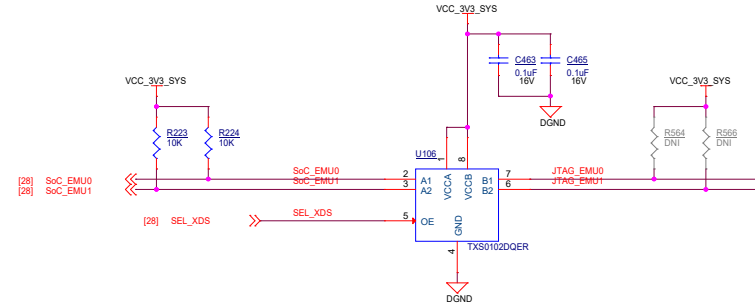 VCC_3V3_SYS
C463
0.1uF
16V
C465
0.1uF
16V
DGND
VCC_3V3_SYS
R223
10K
R224
10K
VCC_3V3_SYS
R564
DNI
R566
DNI
U106
1
8
VCCA
VCCB
[28] SoC_EMU0
SoC_EMU0
2
A1
B1
7
JTAG_EMU0
[28] SoC_EMU1
SoC_EMU1
3
A2
B2
6
JTAG_EMU1
[28] SEL_XDS
SEL_XDS
5
OE
GND
4
TXS0102DQER
DGND